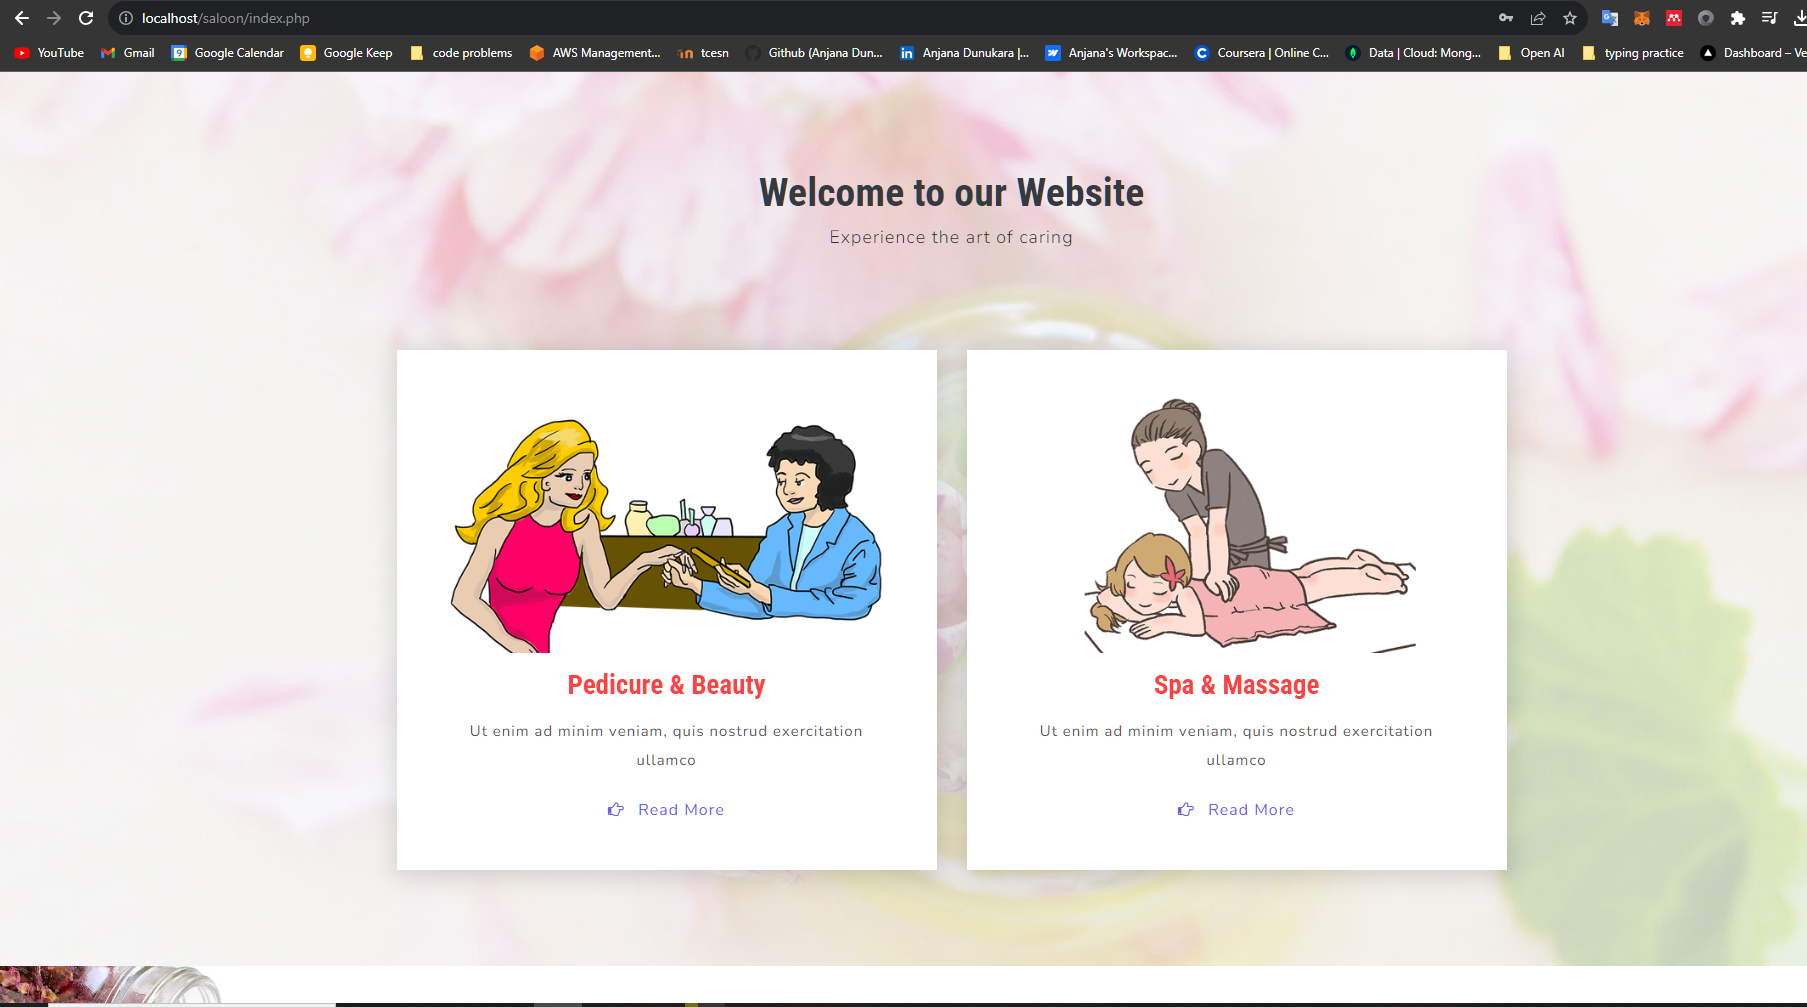 localhost/saloon/index.php
YouTube Gmail Google Calendar Google Keep code problems AWS Management... tcesn Github (Anjana Dun... Anjana Dunukara |... Anjana's Workspac... Coursera | Online C... Data | Cloud: Mong... Open AI typing practice Dashboard – Ve
Welcome to our Website
Experience the art of caring
Pedicure & Beauty
Ut enim ad minim veniam, quis nostrud exercitation
ullamco
Read More
Spa & Massage
Ut enim ad minim veniam, quis nostrud exercitation
ullamco
Read More